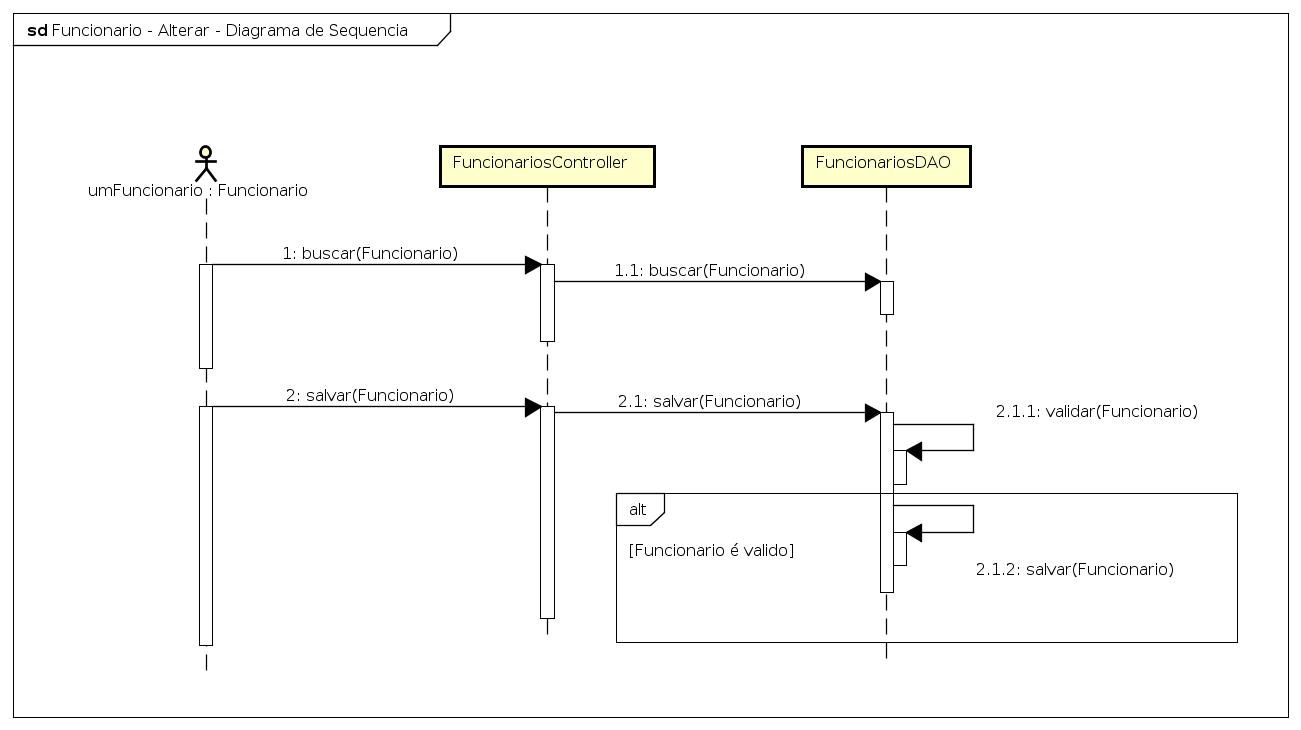 sd Funcionario - Alterar - Diagrama de Sequencia
umFuncionario : Funcionario
FuncionariosController
FuncionariosDAO
1: buscar(Funcionario)
1.1: buscar(Funcionario)
2: salvar(Funcionario)
2.1: salvar(Funcionario)
2.1.1: validar(Funcionario)
alt
[Funcionario é valido]
2.1.2: salvar(Funcionario)